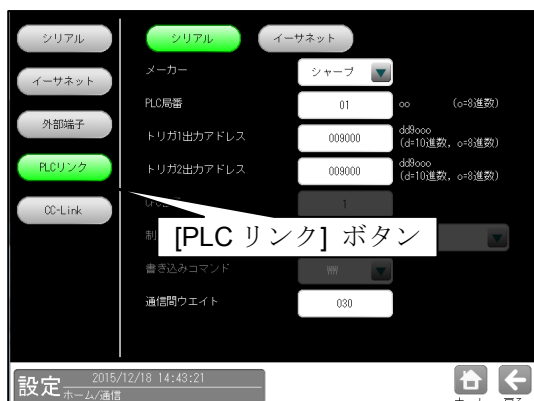 シリアル
イーサネット
外部端子
PLCリンク
CC-Link
シリアル イーサネット
メーカー シャープ
PLC局番 01 oo (o=8進数)
トリガ1出力アドレス 009000 dd9ooo
(d=10進数, o=8進数)
トリガ2出力アドレス 009000 dd9ooo
(d=10進数, o=8進数)
1
制
[PLC リンク] ボタン
書き込みコマンド WW
通信間ウエイト 030
設定 2015/12/18 14:43:21
ホーム/通信